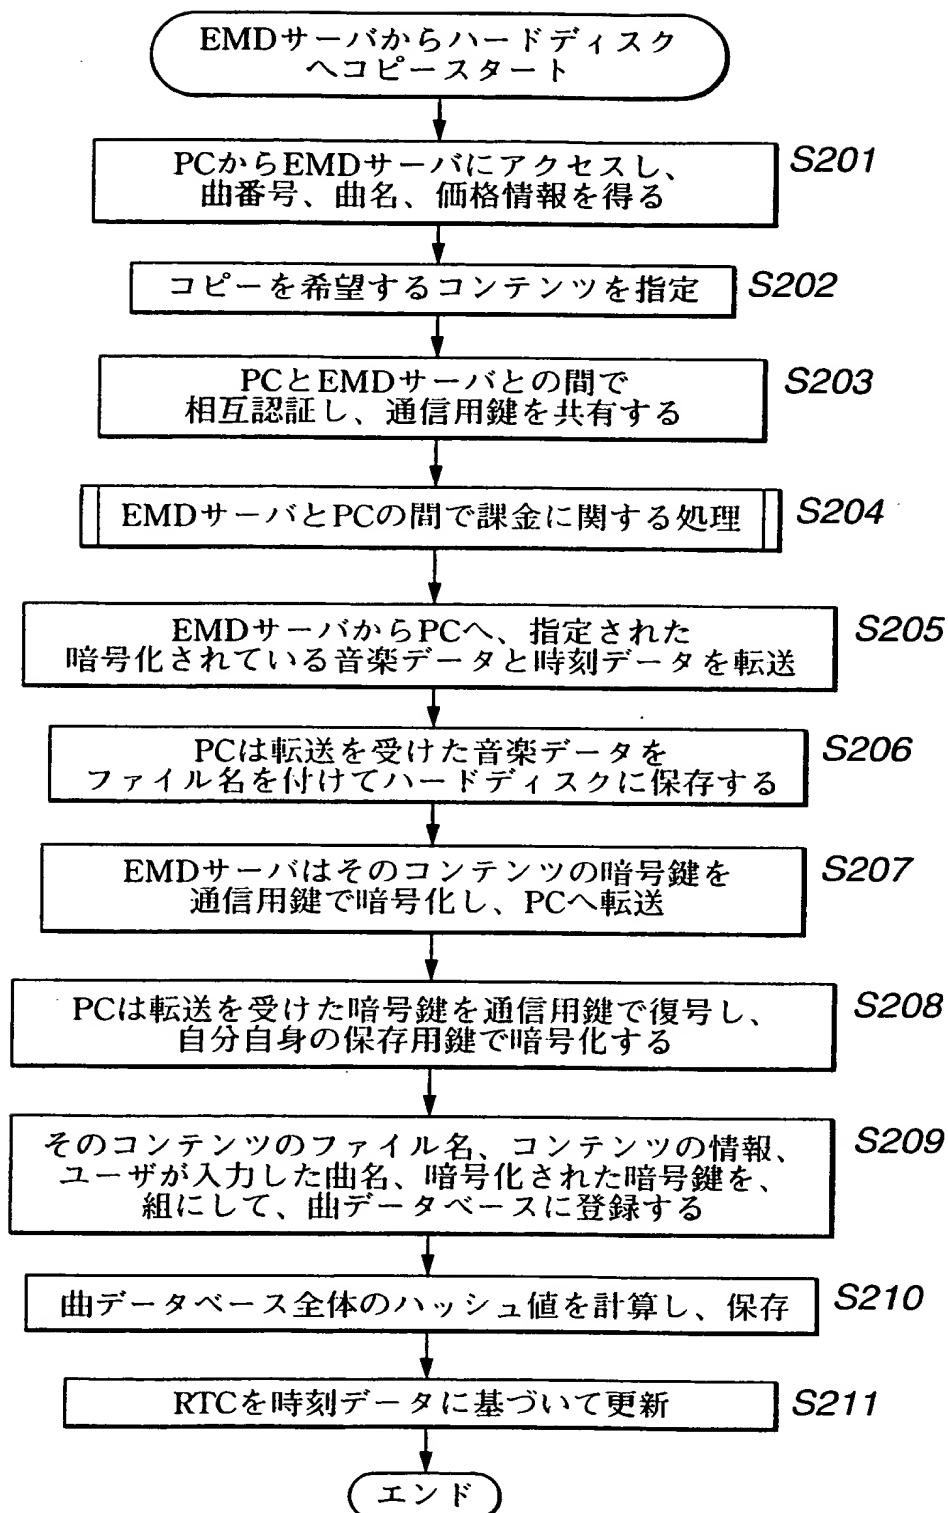 EMDサーバからハードディスク
へコピースタート
PCからEMDサーバにアクセスし、
曲番号、曲名、価格情報を得る
S201
コピーを希望するコンテンツを指定
S202
PCとEMDサーバとの間で
相互認証し、通信用鍵を共有する
S203
EMDサーバとPCの間で課金に関する処理
S204
EMDサーバからPCへ、指定された
暗号化されている音楽データと時刻データを転送
S205
PCは転送を受けた音楽データを
ファイル名を付けてハードディスクに保存する
S206
EMDサーバはそのコンテンツの暗号鍵を
通信用鍵で暗号化し、PCへ転送
S207
PCは転送を受けた暗号鍵を通信用鍵で復号し、
自分自身の保存用鍵で暗号化する
S208
そのコンテンツのファイル名、コンテンツの情報、
ユーザが入力した曲名、暗号化された暗号鍵を、
組にして、曲データベースに登録する
S209
曲データベース全体のハッシュ値を計算し、保存
S210
RTCを時刻データに基づいて更新
S211
エンド